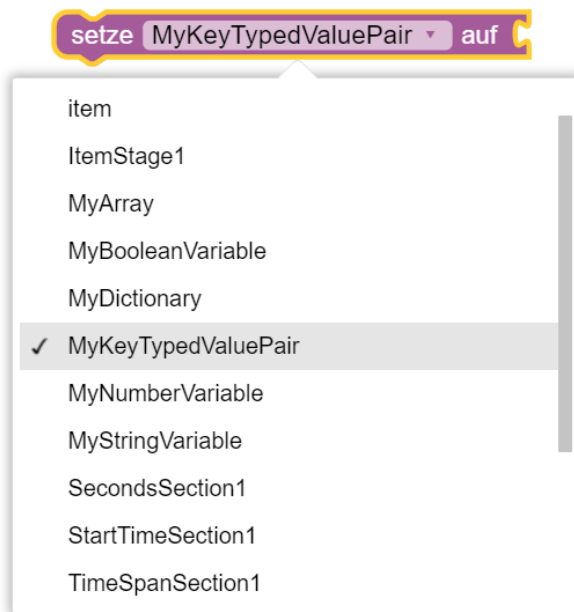 setze MyKeyTypedValuePair auf
item
ItemStage1
MyArray
MyBooleanVariable
MyDictionary
MyKeyTypedValuePair
MyNumberVariable
MyStringVariable
SecondsSection1
StartTimeSection1
TimeSpanSection1